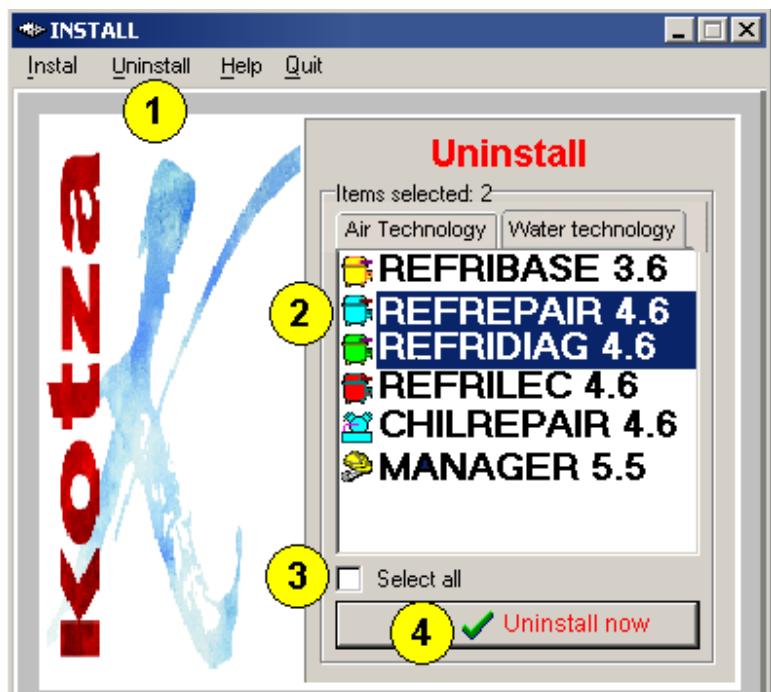 INSTALL
Instal Uninstall Help Quit
1
kotza
Uninstall
Items selected: 2
Air Technology Water technology
REFRIBASE 3.6
2
REFREPAIR 4.6
REFRIDIAG 4.6
REFRILEC 4.6
CHILREPAIR 4.6
MANAGER 5.5
3 Select all
4 Uninstall now